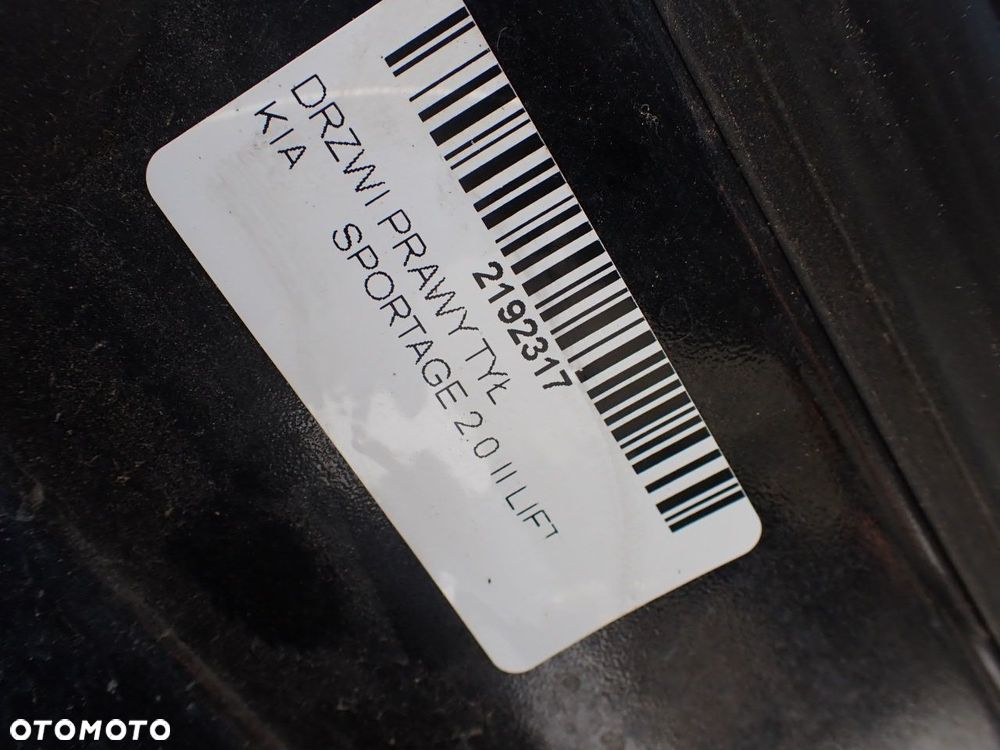 2192317
DRZWI PRAWY TYŁ
KIA SPORTAGE 2.0 II LIFT
OTOMOTO